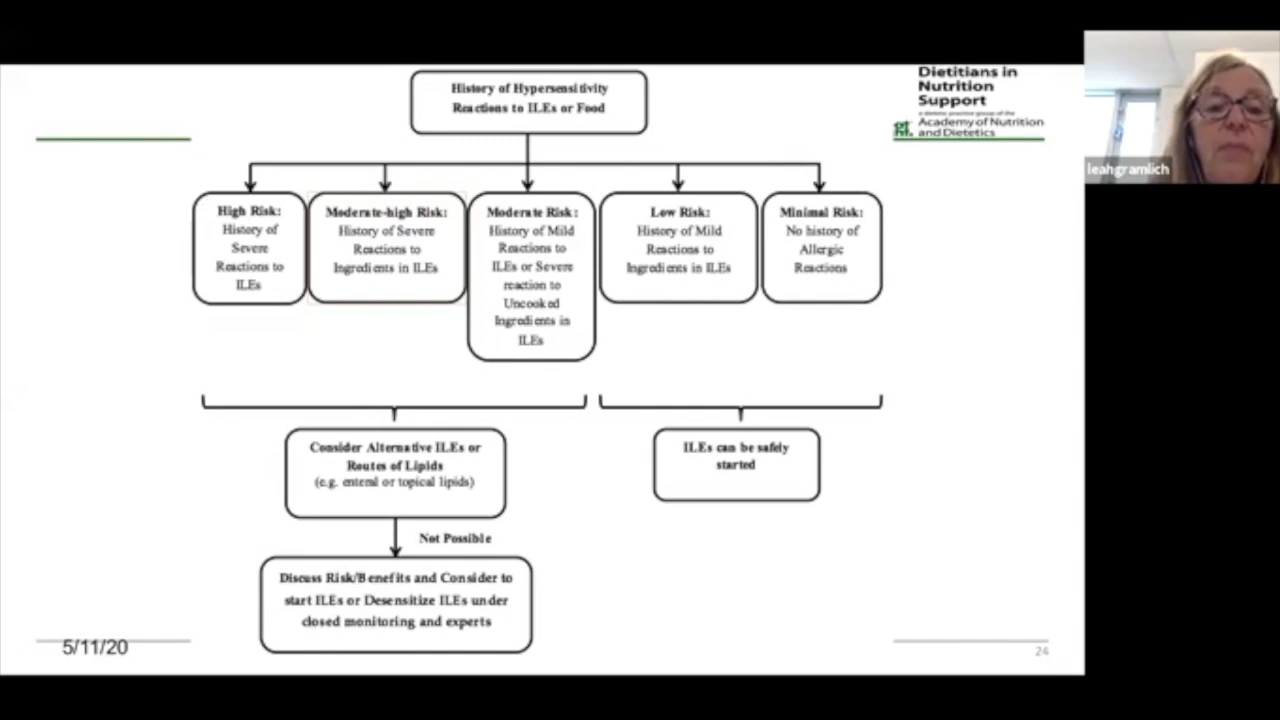 History of Hypersensitivity
Reactions to ILEs or Food
Dietitians in
Nutrition
Support
a dietetic practice group of the
Academy of Nutrition
and Dietetics
leahgramlich
High Risk:
History of
Severe
Reactions to
ILEs
Moderate-high Risk:
History of Severe
Reactions to
Ingredients in ILEs
Moderate Risk:
History of Mild
Reactions to
ILEs or Severe
reaction to
Uncooked
Ingredients in
ILEs
Low Risk:
History of Mild
Reactions to
Ingredients in ILEs
Minimal Risk:
No history of
Allergic
Reactions
Consider Alternative ILEs or
Routes of Lipids
(e.g. enteral or topical lipids)
ILEs can be safely
started
Not Possible
Discuss Risk/Benefits and Consider to
start ILEs or Desensitize ILEs under
closed monitoring and experts
5/11/20
24